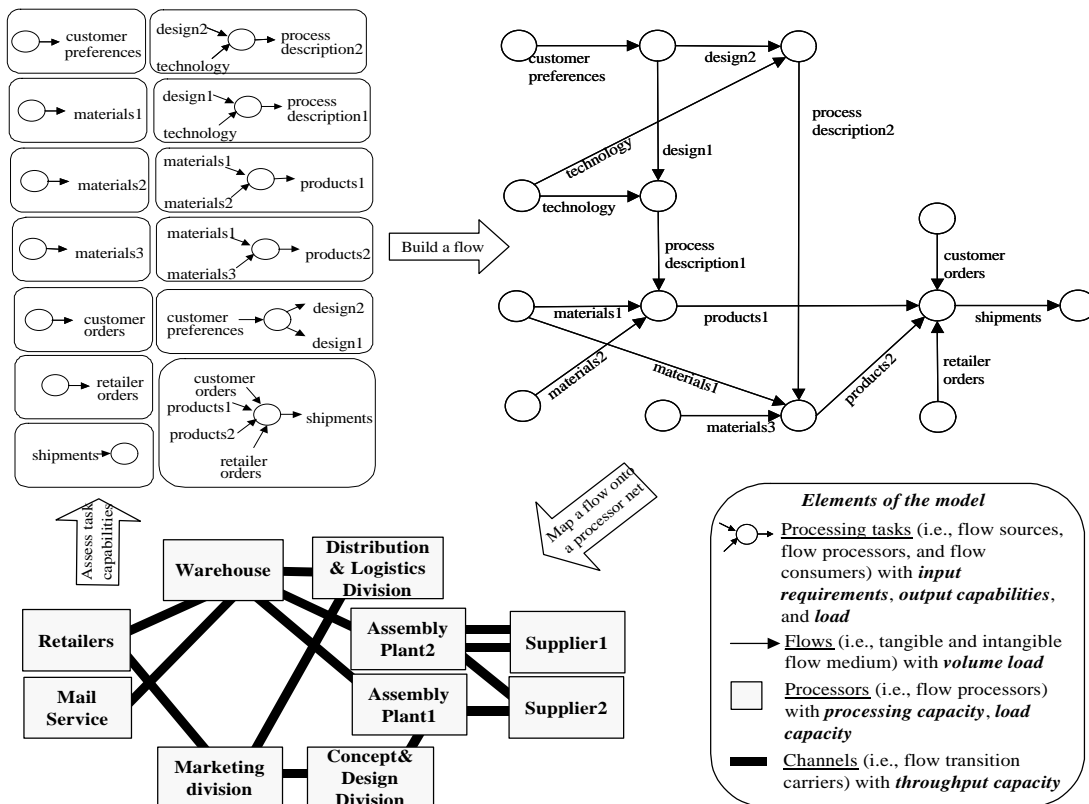 customer
preferences
design2
technology
process
description2
materials1
design1
technology
process
description1
materials2
materials1
materials2
products1
materials3
materials1
materials3
products2
customer
orders
customer
preferences
design2
design1
retailer
orders
customer
orders
products1
products2
retailer
orders
shipments
shipments
Build a flow
customer
preferences
design2
process
description2
technology
design1
technology
process
description1
customer
orders
materials1
products1
shipments
materials2
materials1
products2
retailer
orders
materials3
Assess task
capabilities
Map a flow onto
a processor net
Warehouse
Distribution
& Logistics
Division
Retailers
Assembly
Plant2
Supplier1
Mail
Service
Assembly
Plant1
Supplier2
Marketing
division
Concept&
Design
Division
Elements of the model
Processing tasks (i.e., flow sources,
flow processors, and flow
consumers) with input
requirements, output capabilities,
and load
Flows (i.e., tangible and intangible
flow medium) with volume load
Processors (i.e., flow processors)
with processing capacity, load
capacity
Channels (i.e., flow transition
carriers) with throughput capacity